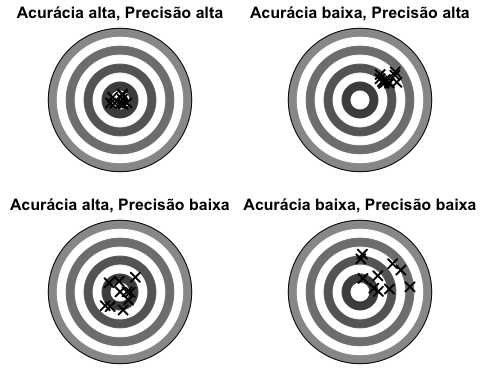 Acurácia alta, Precisão alta
Acurácia baixa, Precisão alta
Acurácia alta, Precisão baixa
Acurácia baixa, Precisão baixa